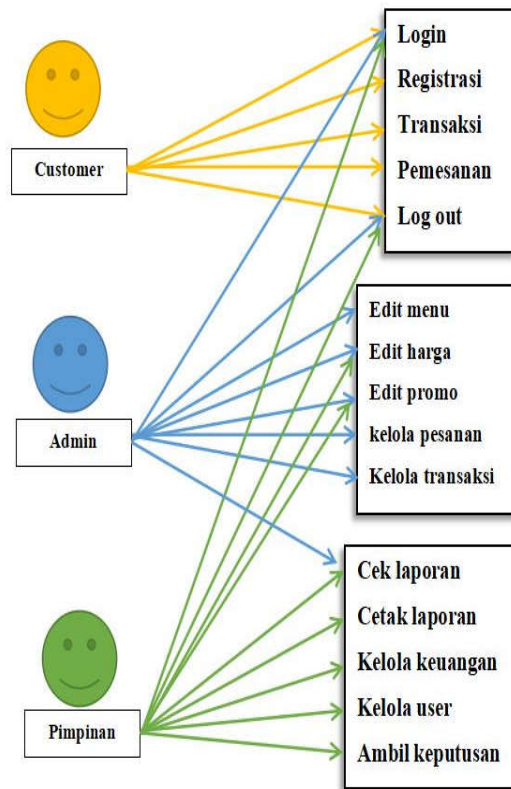 Customer
Login
Registrasi
Transaksi
Pemesanan
Log out
Admin
Edit menu
Edit harga
Edit promo
kelola pesanan
Kelola transaksi
Pimpinan
Cek laporan
Cetak laporan
Kelola keuangan
Kelola user
Ambil keputusan